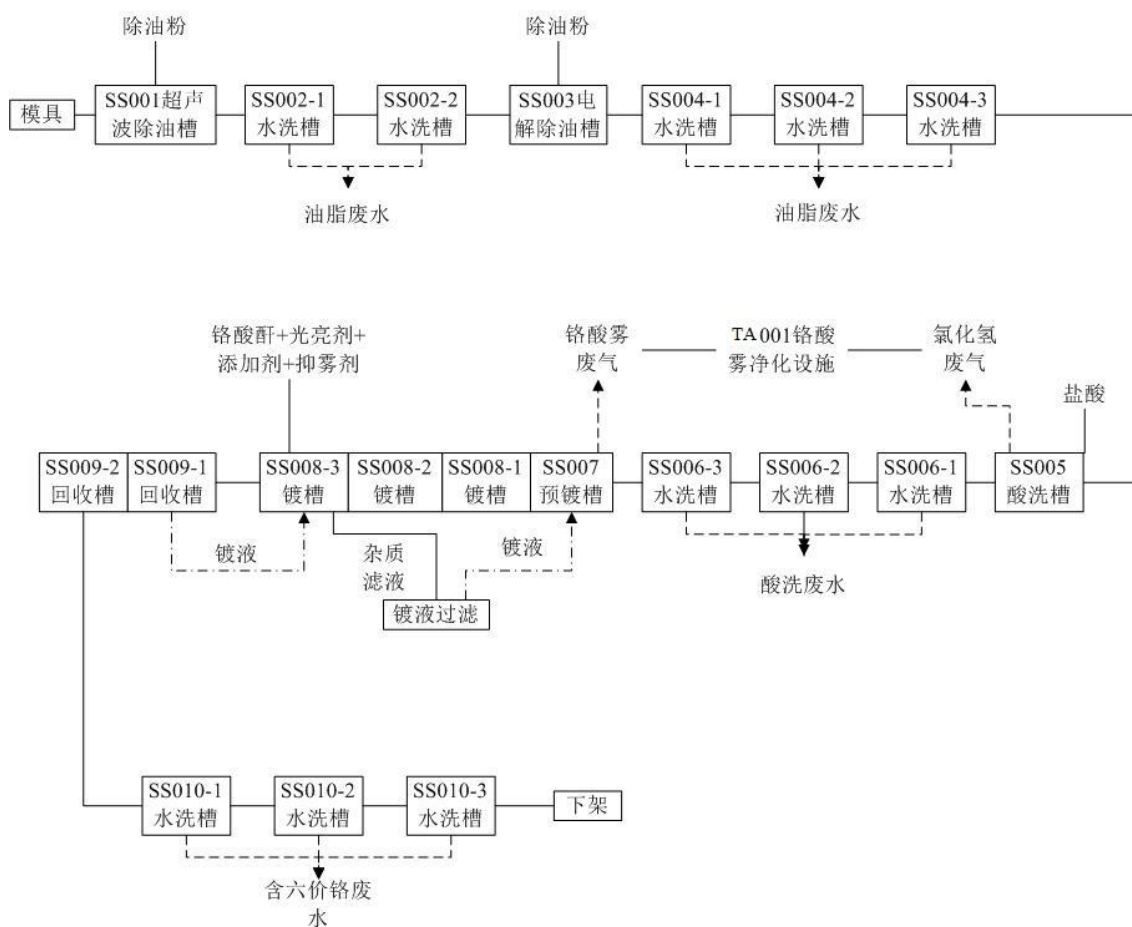 除油粉
除油粉
模具
SS001超声
波除油槽
SS002-1
水洗槽
SS002-2
水洗槽
SS003电
解除油槽
SS004-1
水洗槽
SS004-2
水洗槽
SS004-3
水洗槽
油脂废水
油脂废水
铬酸酐+光亮剂+
添加剂+抑雾剂
铬酸雾
废气
TA001铬酸
雾净化设施
氯化氢
废气
盐酸
SS009-2
回收槽
SS009-1
回收槽
SS008-3
镀槽
SS008-2
镀槽
SS008-1
镀槽
SS007
预镀槽
SS006-3
水洗槽
SS006-2
水洗槽
SS006-1
水洗槽
SS005
酸洗槽
镀液
杂质
滤液
镀液
镀液过滤
酸洗废水
SS010-1
水洗槽
SS010-2
水洗槽
SS010-3
水洗槽
下架
含六价铬废
水